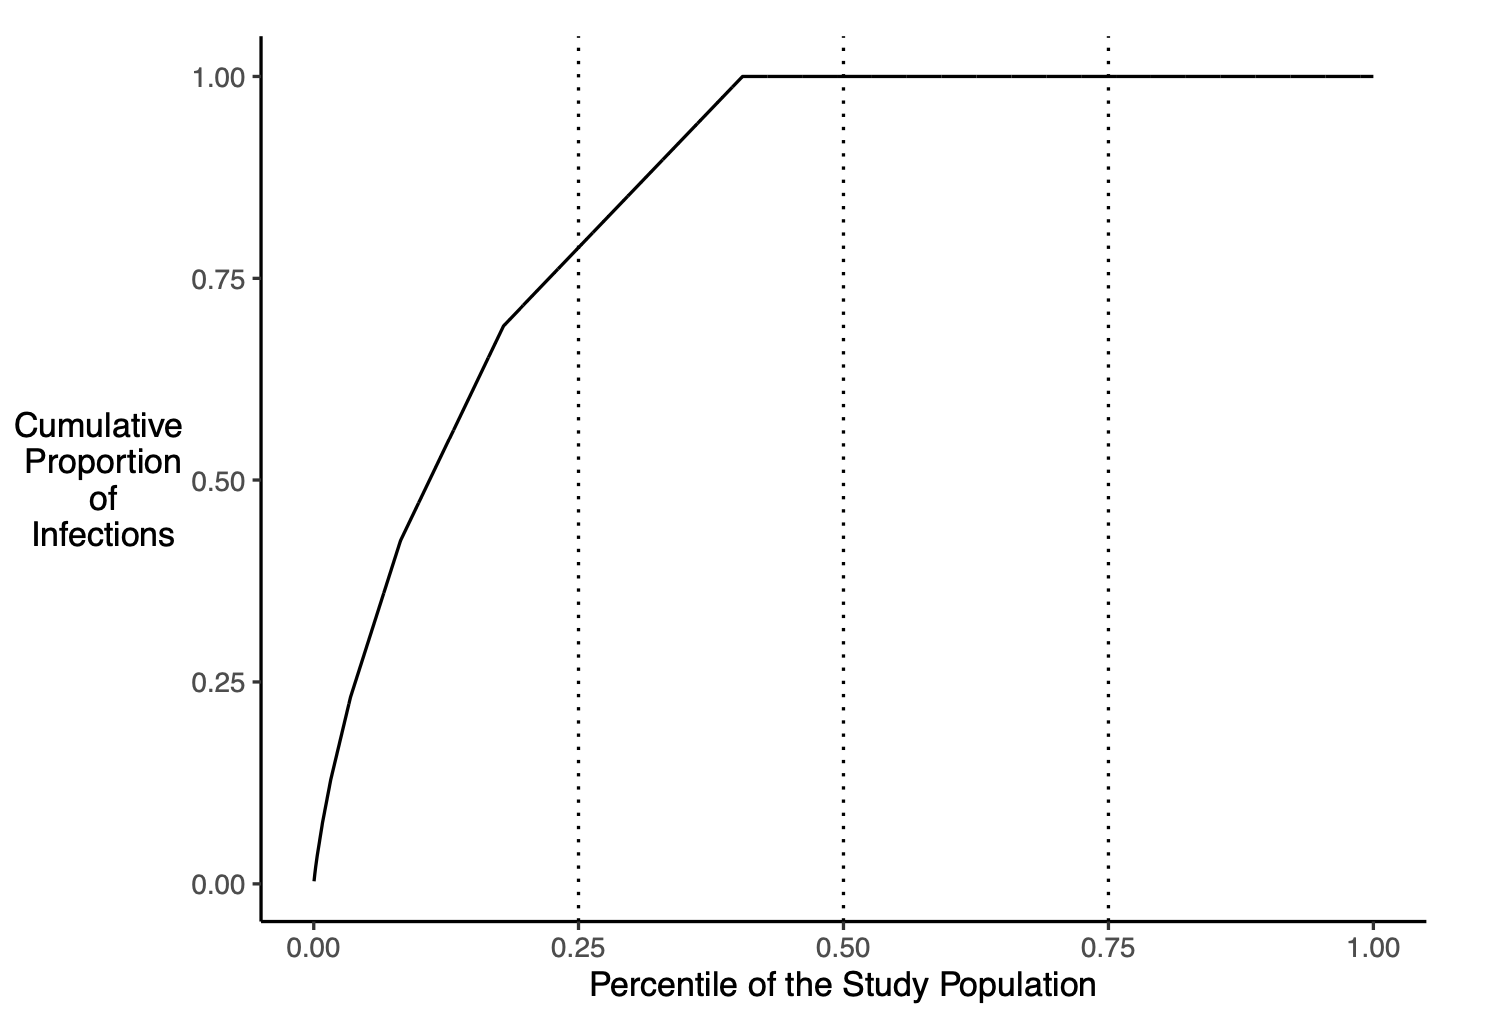 1.00
0.75
Cumulative
Proportion
of
Infections
0.50
0.25
0.00
0.00 0.25 0.50 0.75 1.00
Percentile of the Study Population